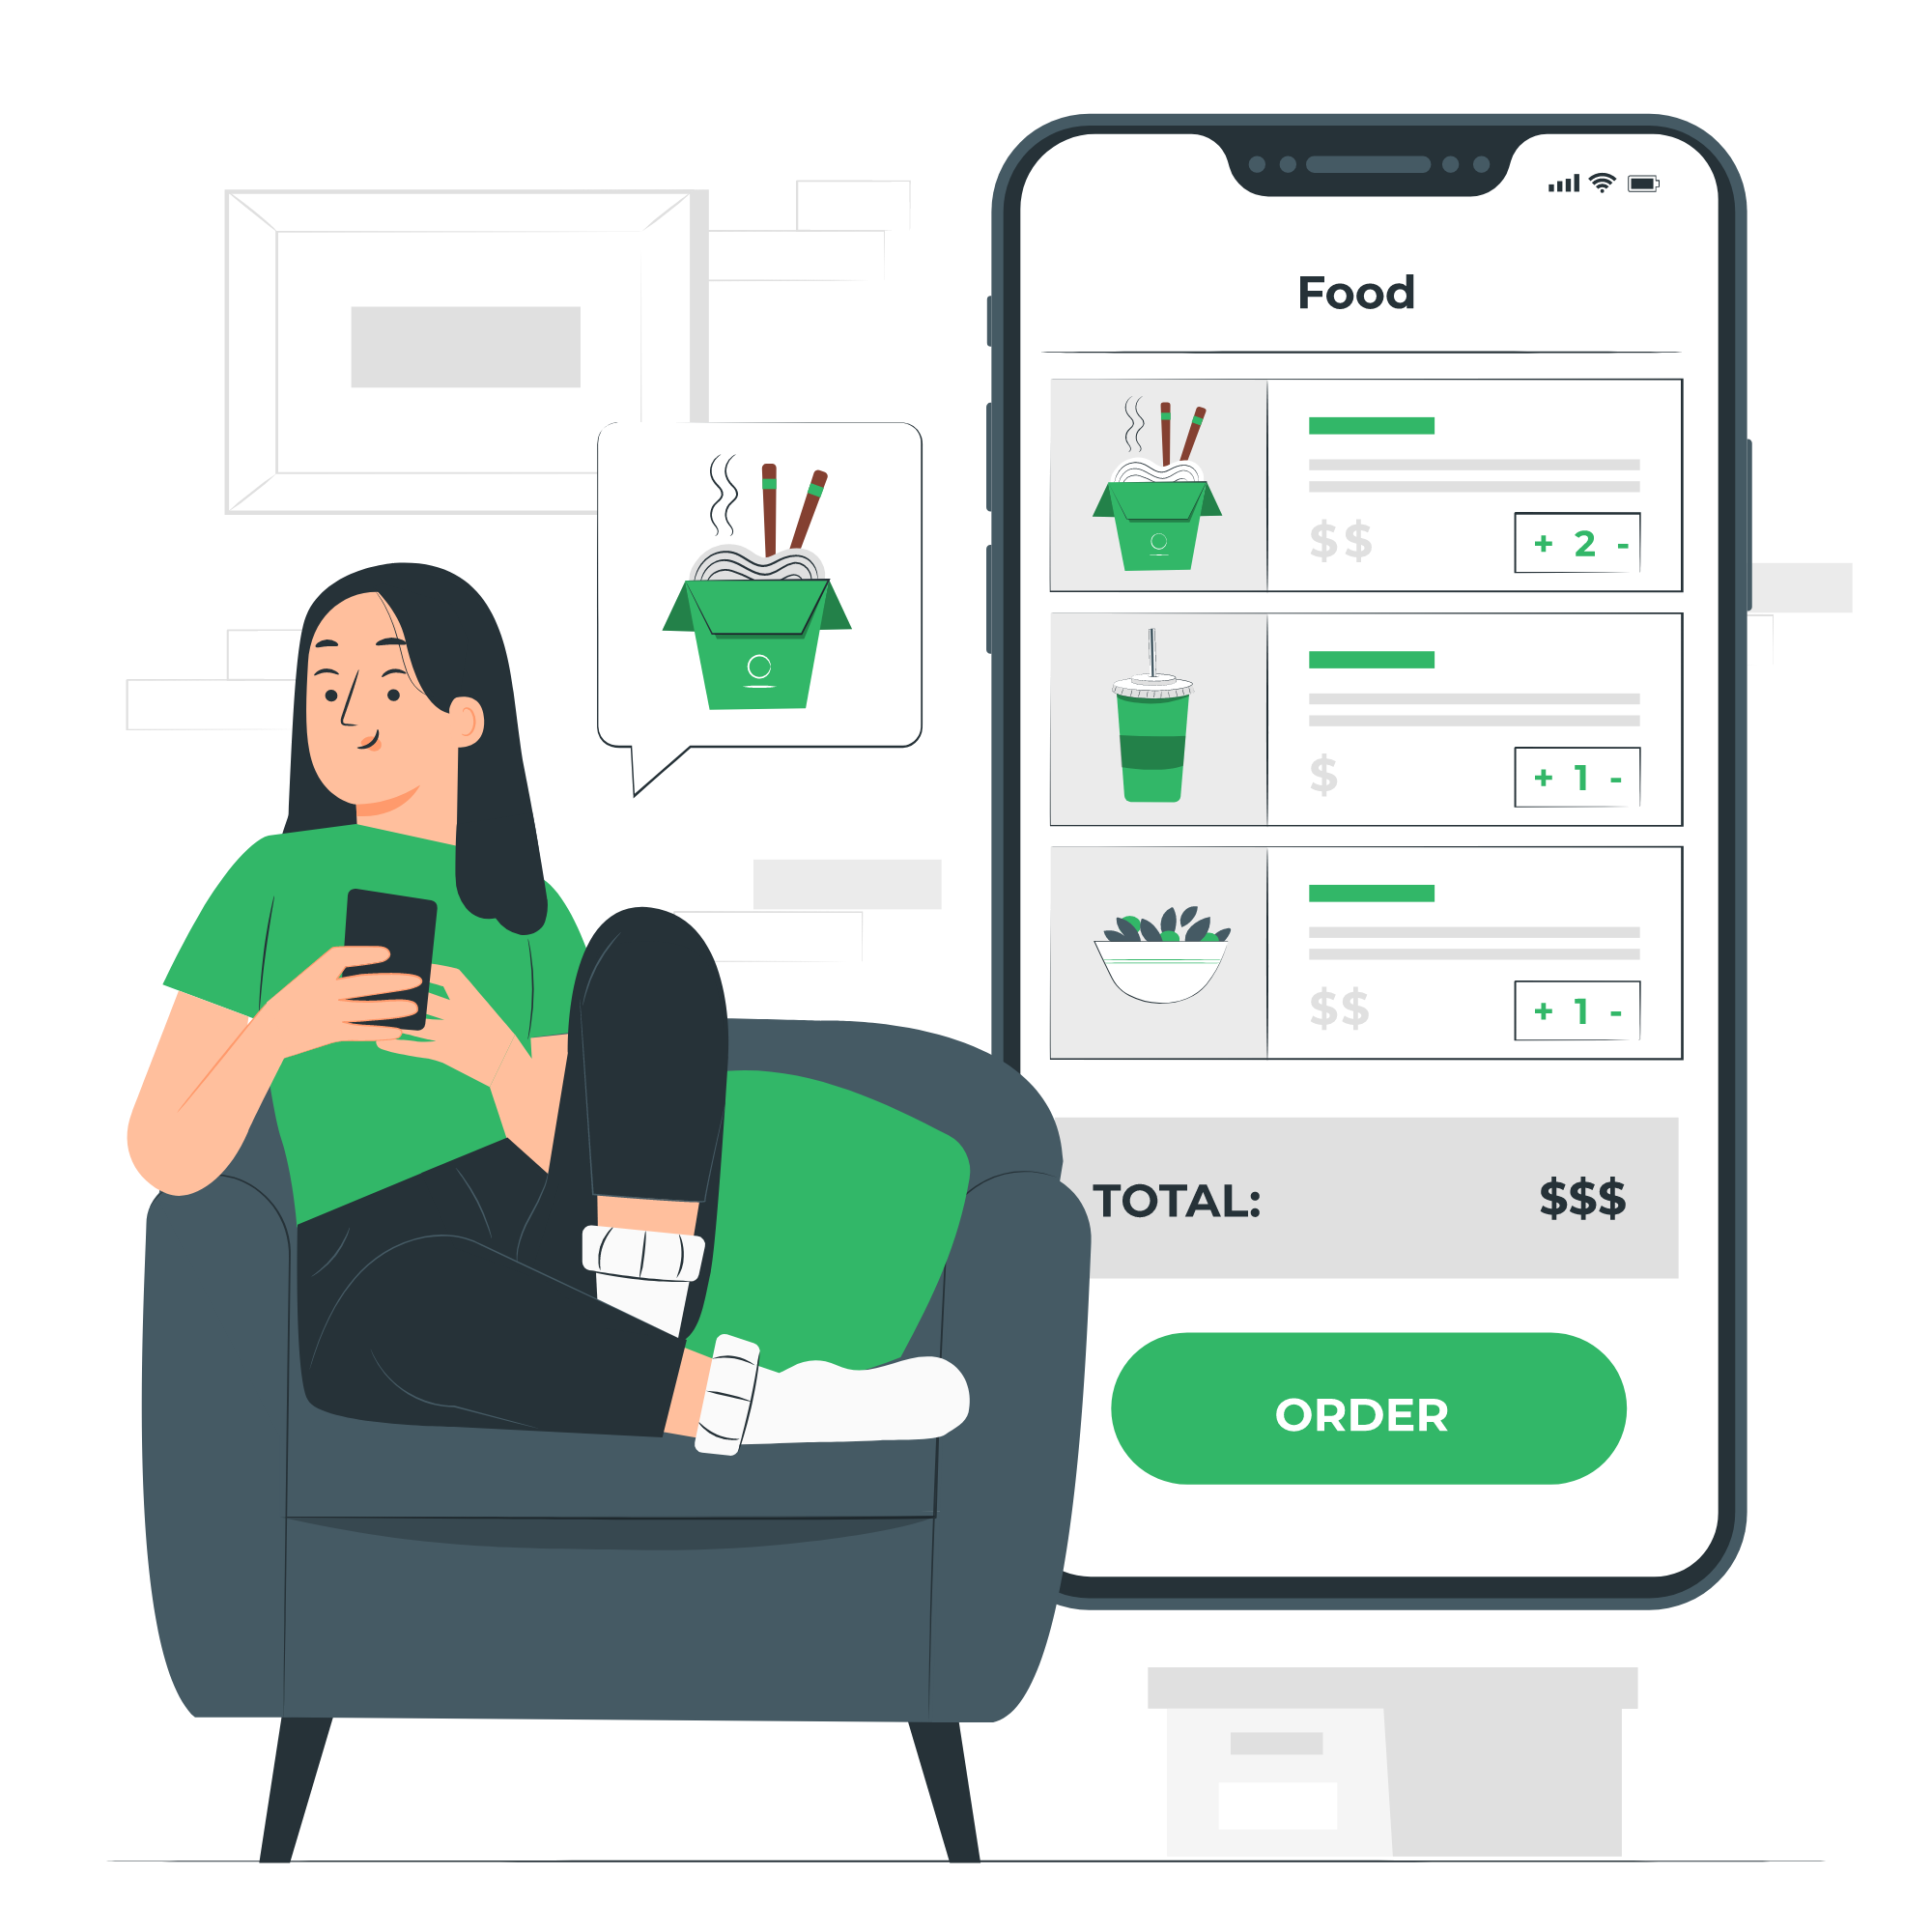 Food
$$
+ 2 -
$
+ 1 -
$$
+ 1 -
TOTAL: $$$
ORDER